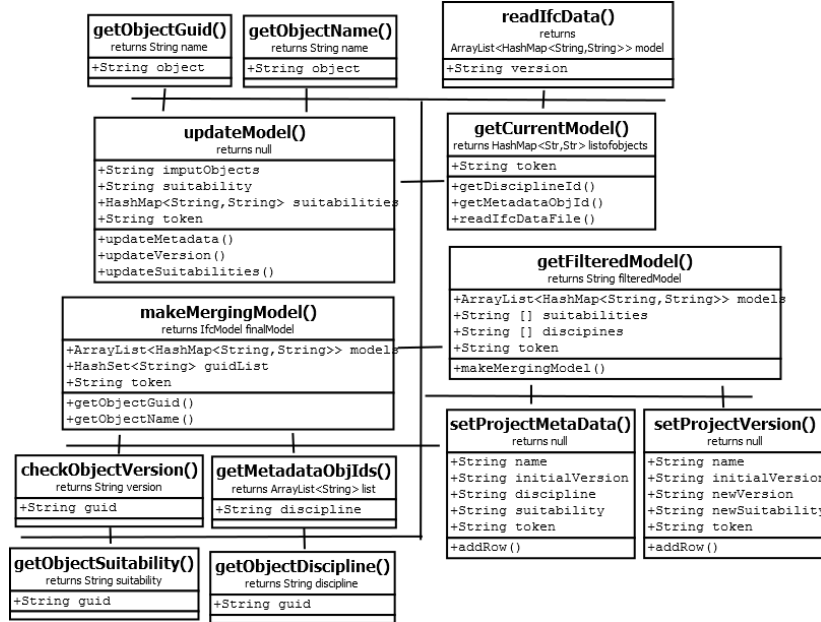 getObjectGuid()
returns String name
+String object
getObjectName()
returns String name
+String object
readIfcData()
returns
ArrayList<HashMap<String,String>> model
+String version
updateModel()
returns null
+String imputObjects
+String suitability
+HashMap<String,String> suitabilities
+String token
+updateMetadata()
+updateVersion()
+updateSuitabilities()
getCurrentModel()
returns HashMap<Str,Str> listofobjects
+String token
+getDisciplineId()
+getMetadataObjId()
+readIfcDataFile()
getFilteredModel()
returns String filteredModel
+ArrayList<HashMap<String,String>> models
+String [] suitabilities
+String [] discipines
+String token
+makeMergingModel()
makeMergingModel()
returns IfcModel finalModel
+ArrayList<HashMap<String,String>> models
+HashSet<String> guidList
+String token
+getObjectGuid()
+getObjectName()
setProjectMetaData()
returns null
+String name
+String initialVersion
+String discipline
+String suitability
+String token
+addRow()
setProjectVersion()
returns null
+String name
+String initialVersion
+String newVersion
+String newSuitability
+String token
+addRow()
checkObjectVersion()
returns String version
+String guid
getMetadataObjIds()
returns ArrayList<String> list
+String discipline
getObjectSuitability()
returns String suitability
+String guid
getObjectDiscipline()
returns String discipline
+String guid